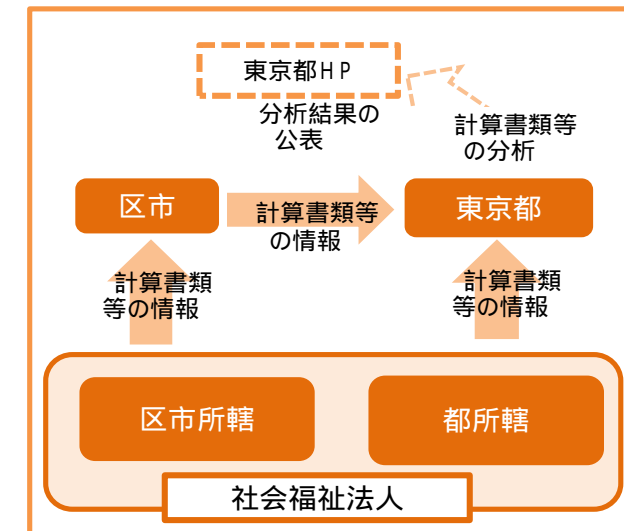 東京都HP
分析結果の
公表
計算書類等
の分析
区市
計算書類等
の情報
東京都
計算書類
等の情報
計算書類
等の情報
区市所轄
都所轄
社会福祉法人